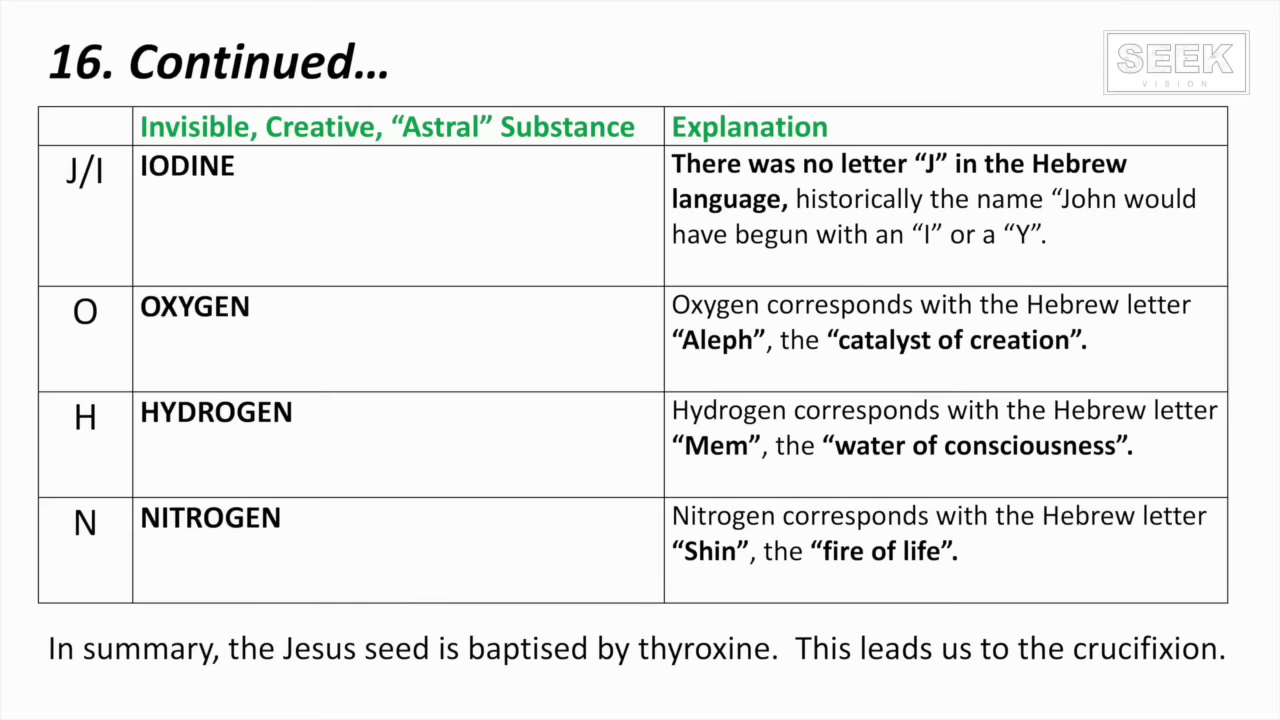 16. Continued…
SEEK
VISION
Invisible, Creative, “Astral” Substance
Explanation
J/I
IODINE
There was no letter “J” in the Hebrew
language, historically the name “John would
have begun with an “I” or a “Y”.
O
OXYGEN
Oxygen corresponds with the Hebrew letter
“Aleph”, the “catalyst of creation”.
H
HYDROGEN
Hydrogen corresponds with the Hebrew letter
“Mem”, the “water of consciousness”.
N
NITROGEN
Nitrogen corresponds with the Hebrew letter
“Shin”, the “fire of life”.
In summary, the Jesus seed is baptised by thyroxine.  This leads us to the crucifixion.